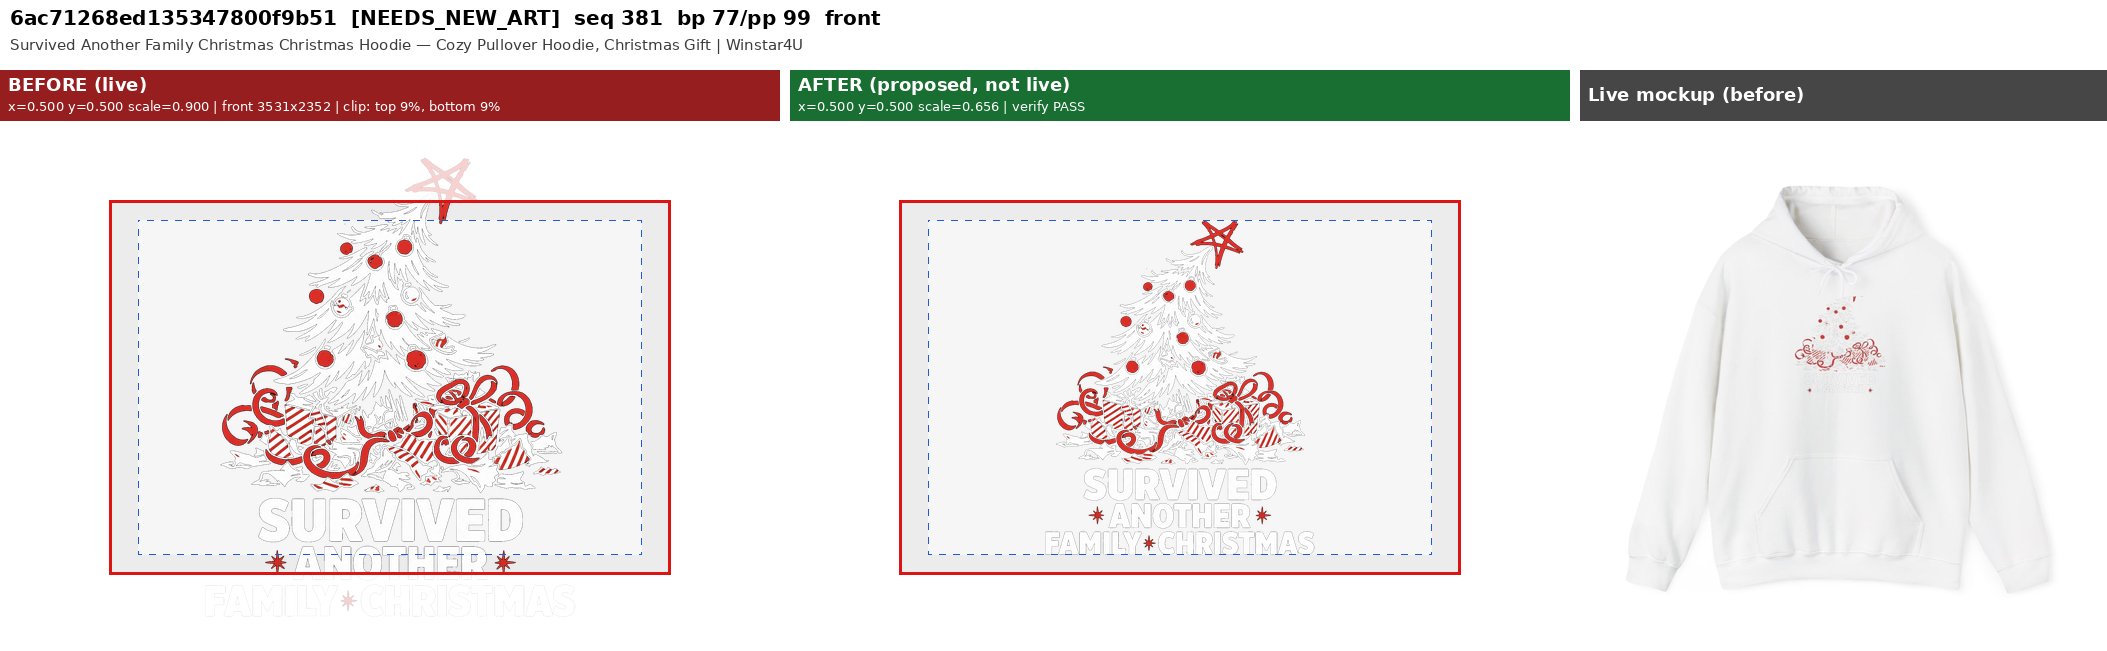 6ac71268ed135347800f9b51 [NEEDS_NEW_ART] seq 381 bp 77/pp 99 front
Survived Another Family Christmas Christmas Hoodie — Cozy Pullover Hoodie, Christmas Gift | Winstar4U
BEFORE (live)
x=0.500 y=0.500 scale=0.900 | front 3531x2352 | clip: top 9%, bottom 9%
SURVIVED
ANOTHER
FAMILY CHRISTMAS
AFTER (proposed, not live)
x=0.500 y=0.500 scale=0.656 | verify PASS
SURVIVED
ANOTHER
FAMILY CHRISTMAS
Live mockup (before)